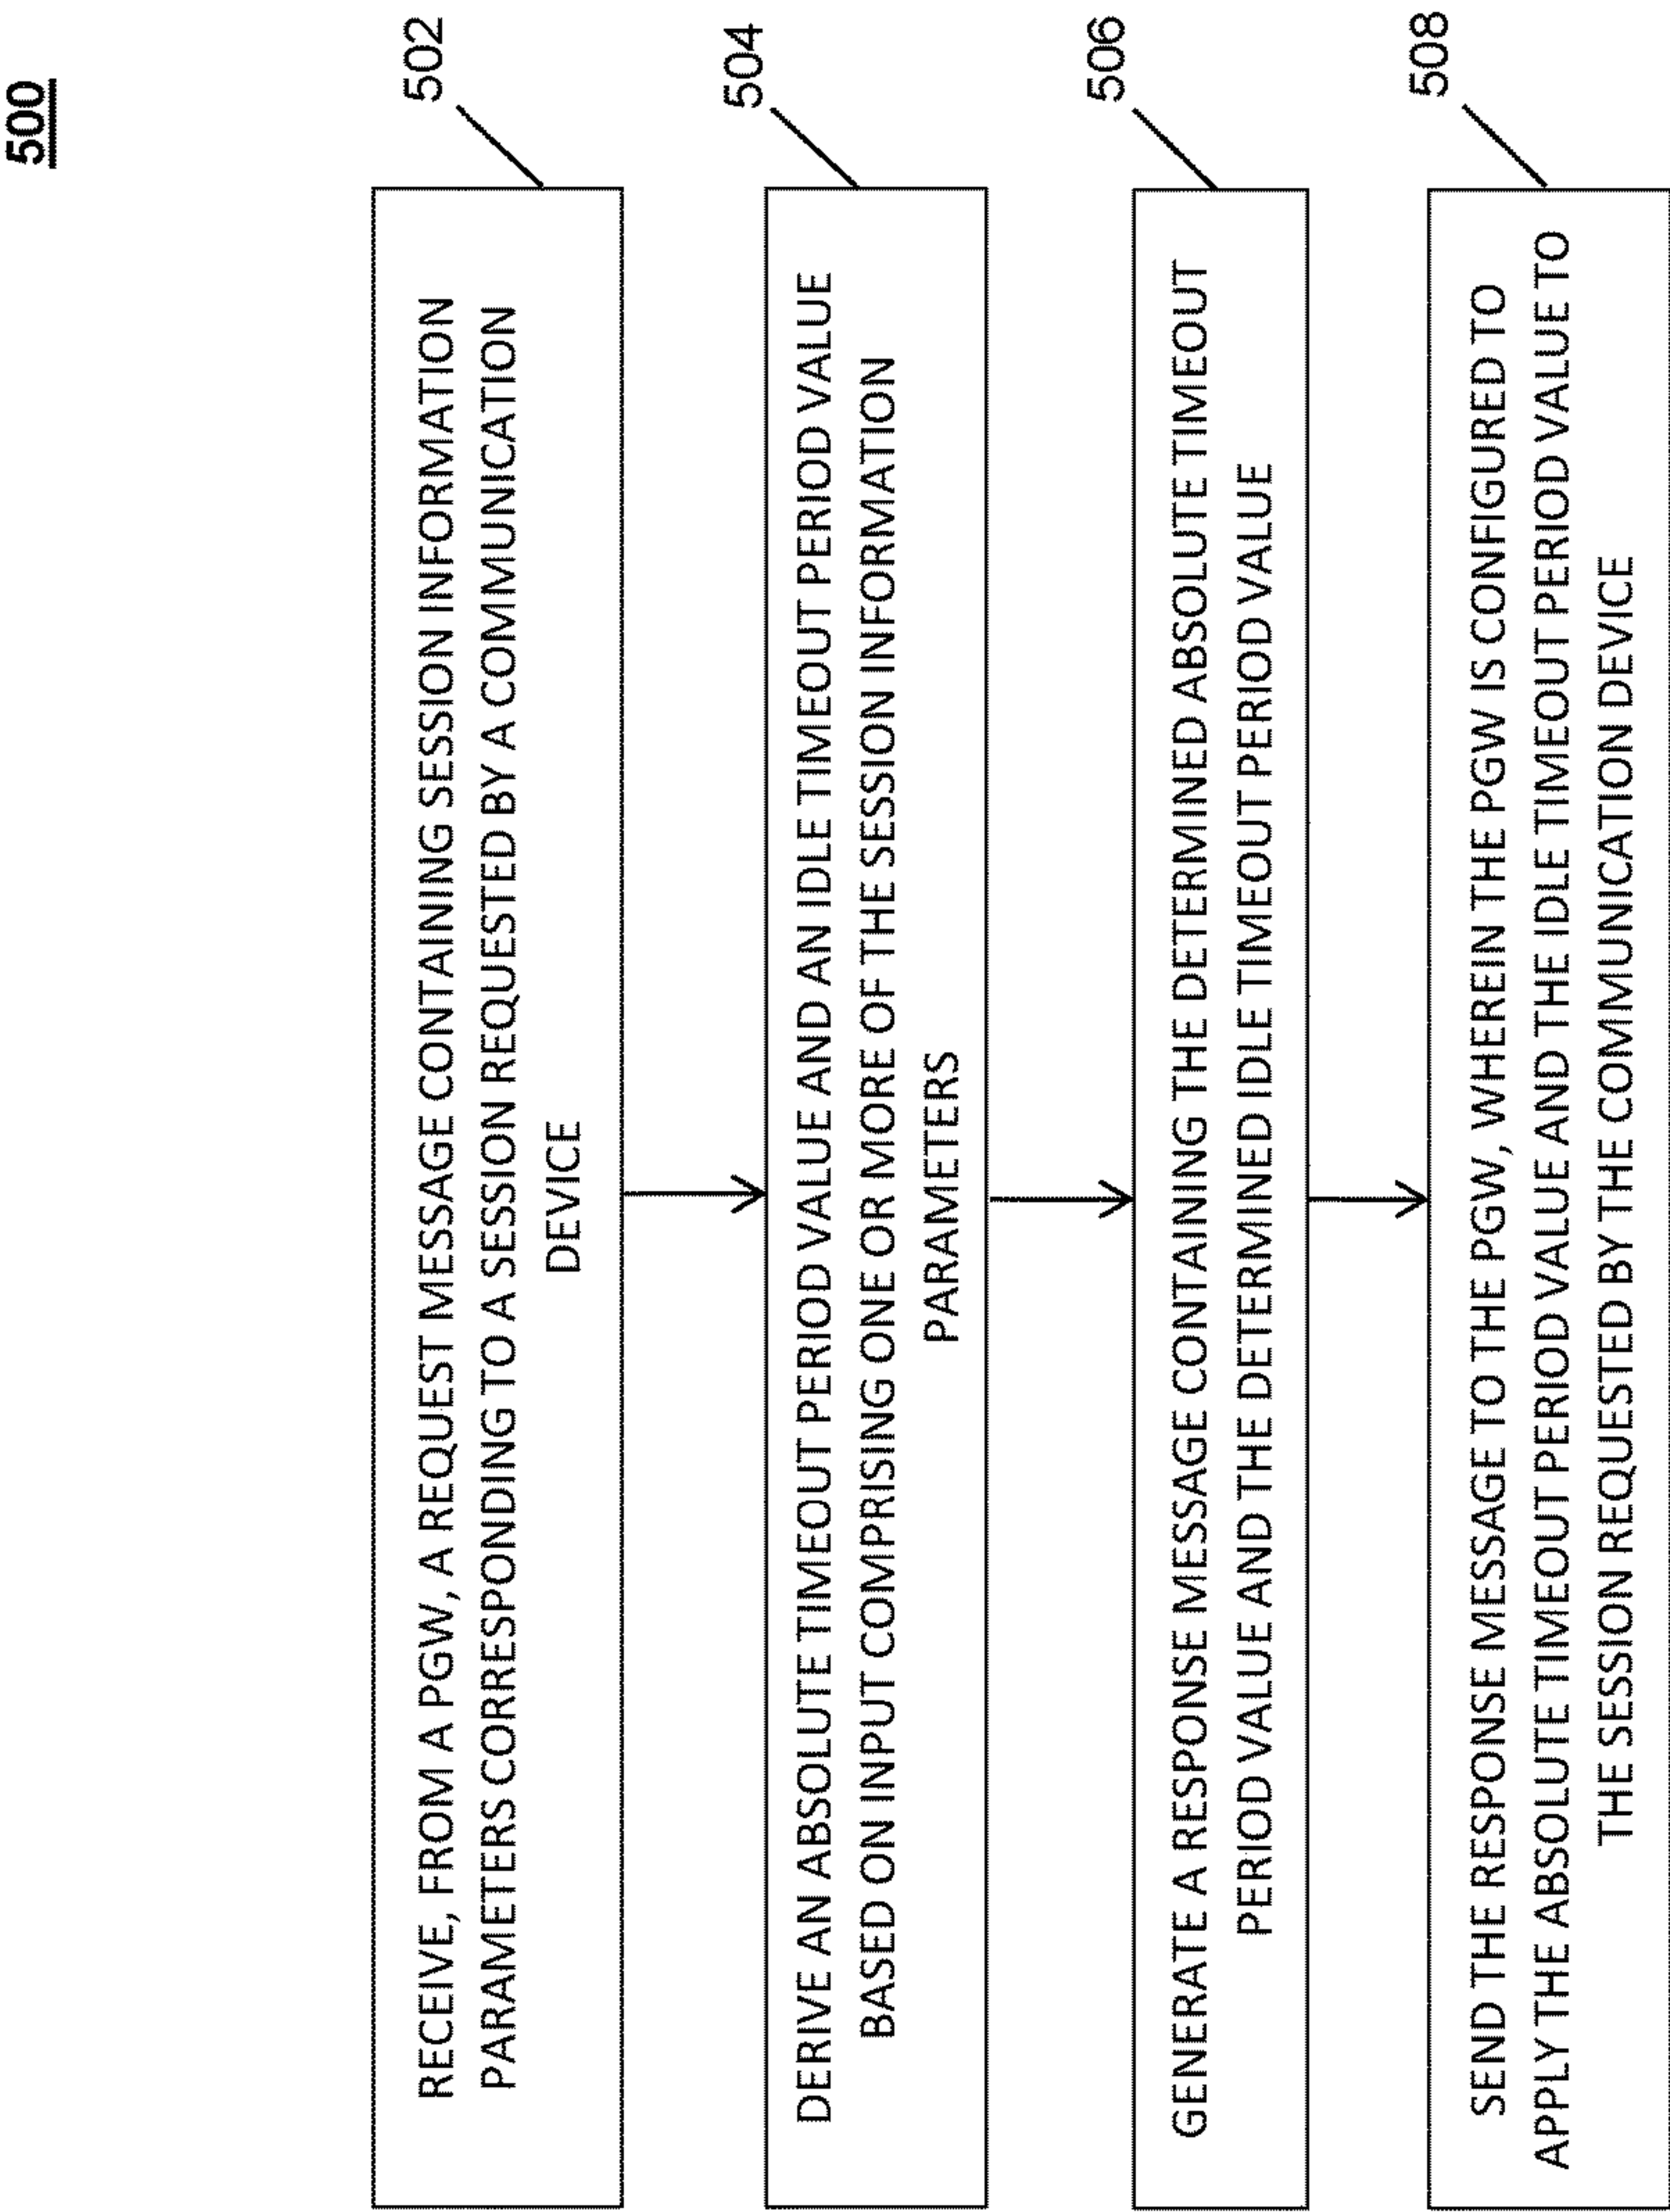 500
502
RECEIVE, FROM A PGW, A REQUEST MESSAGE CONTAINING SESSION INFORMATION
PARAMETERS CORRESPONDING TO A SESSION REQUESTED BY A COMMUNICATION
DEVICE
504
DERIVE AN ABSOLUTE TIMEOUT PERIOD VALUE AND AN IDLE TIMEOUT PERIOD VALUE
BASED ON INPUT COMPRISING ONE OR MORE OF THE SESSION INFORMATION
PARAMETERS
506
GENERATE A RESPONSE MESSAGE CONTAINING THE DETERMINED ABSOLUTE TIMEOUT
PERIOD VALUE AND THE DETERMINED IDLE TIMEOUT PERIOD VALUE
508
SEND THE RESPONSE MESSAGE TO THE PGW, WHEREIN THE PGW IS CONFIGURED TO
APPLY THE ABSOLUTE TIMEOUT PERIOD VALUE AND THE IDLE TIMEOUT PERIOD VALUE TO
THE SESSION REQUESTED BY THE COMMUNICATION DEVICE